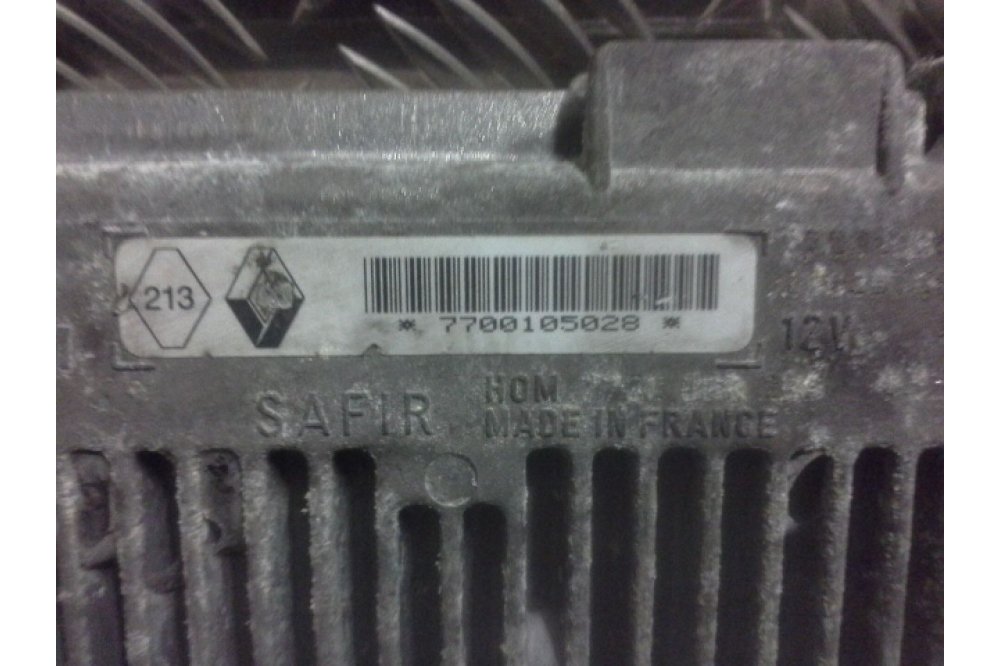 213
* 7700105028 *
12V
SAFIR
HOM
MADE IN FRANCE